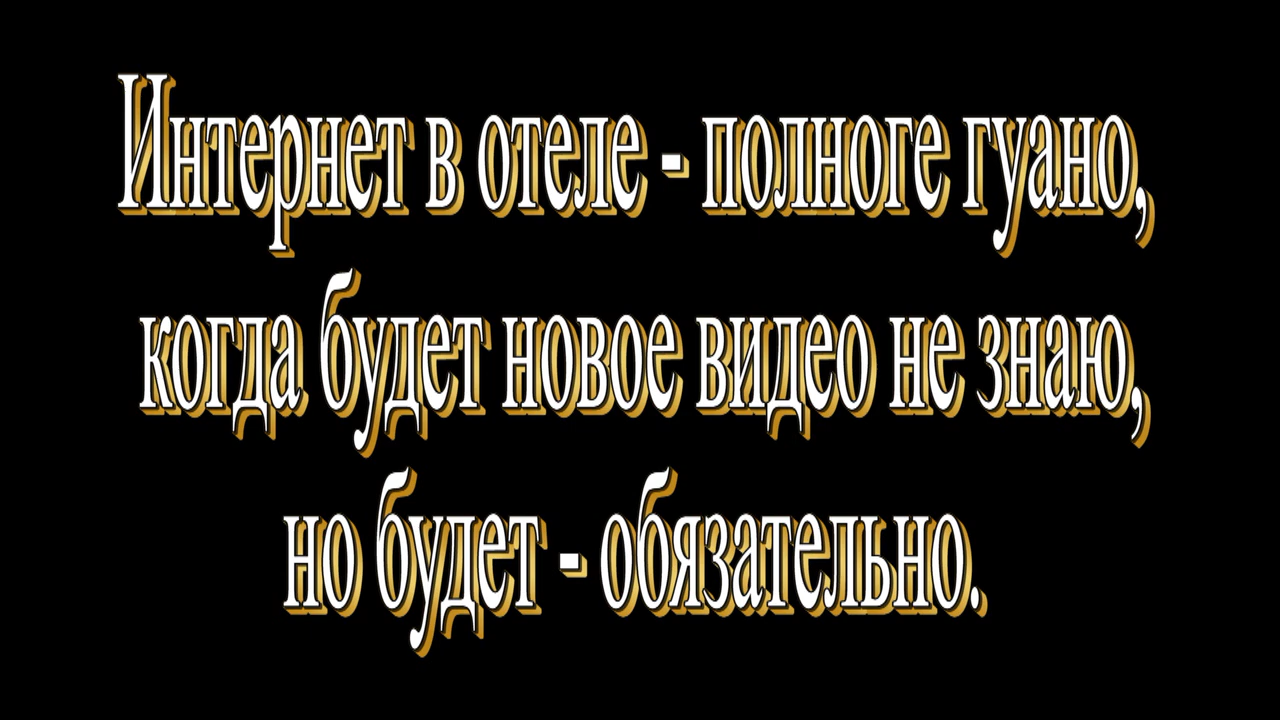 Интернет в отеле - полноге гуано,
когда будет новое видео не знаю,
но будет - обязательно.